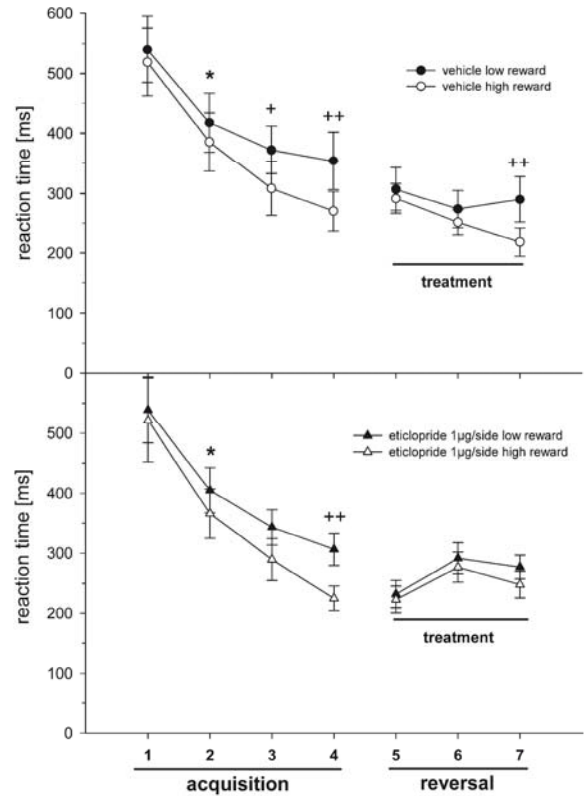 600
500
400
300
200
100
0
reaction time [ms]
*
+
++
++
vehicle low reward
vehicle high reward
treatment
500
400
300
200
100
0
reaction time [ms]
*
++
eticlopride 1µg/side low reward
eticlopride 1µg/side high reward
treatment
1 2 3 4 5 6 7
acquisition reversal